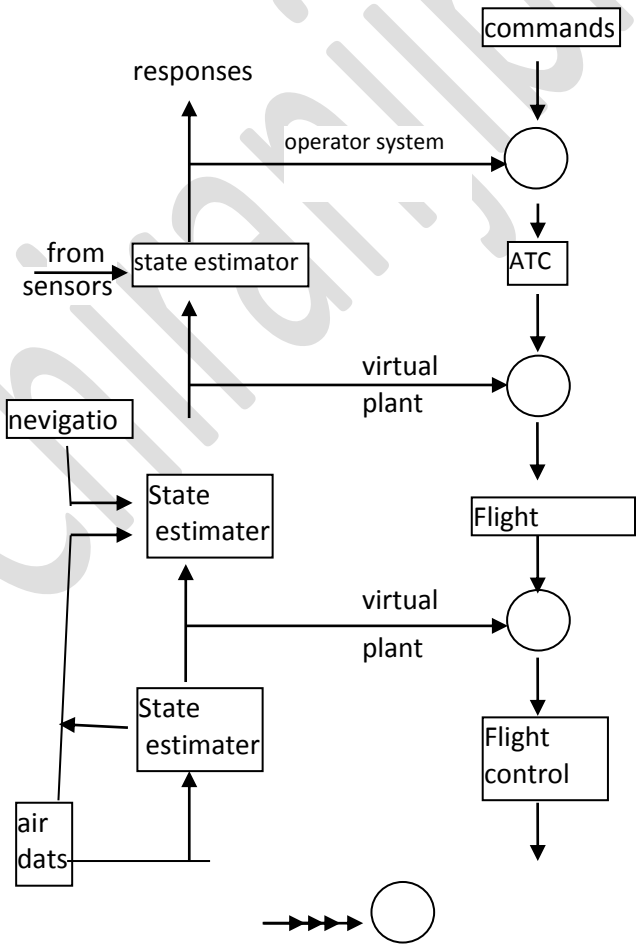 commands
responses
operator system
from
sensors
state estimator
ATC
virtual
plant
nevigatio
State
estimater
Flight
virtual
plant
State
estimater
Flight
control
air
dats